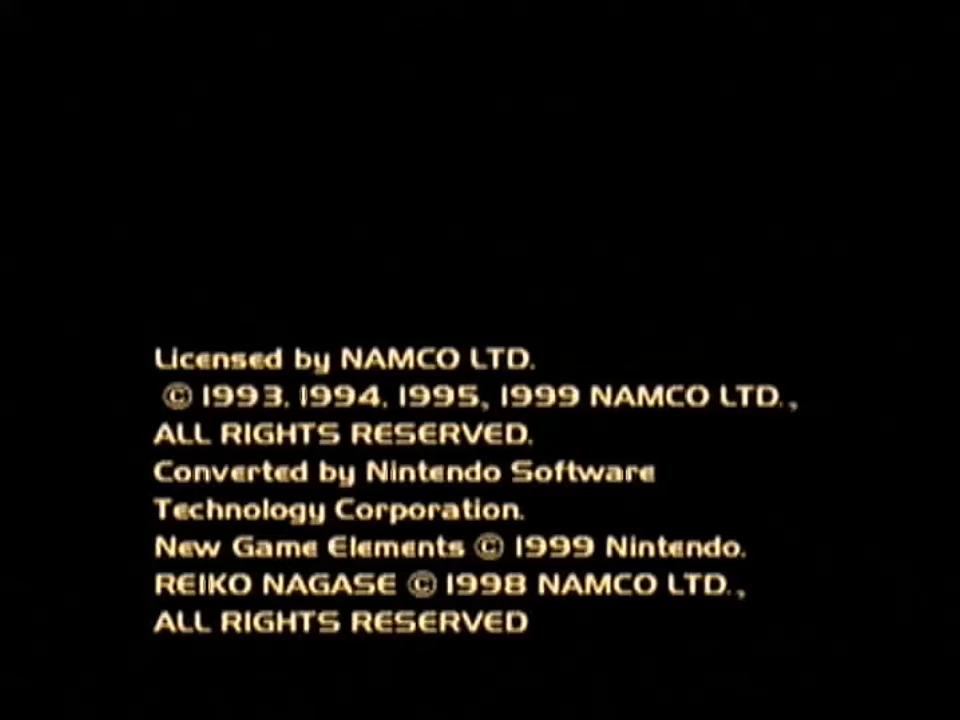 Licensed by NAMCO LTD.
© 1993, 1994, 1995, 1999 NAMCO LTD.,
ALL RIGHTS RESERVED.
Converted by Nintendo Software
Technology Corporation.
New Game Elements © 1999 Nintendo.
REIKO NAGASE © 1998 NAMCO LTD.,
ALL RIGHTS RESERVED